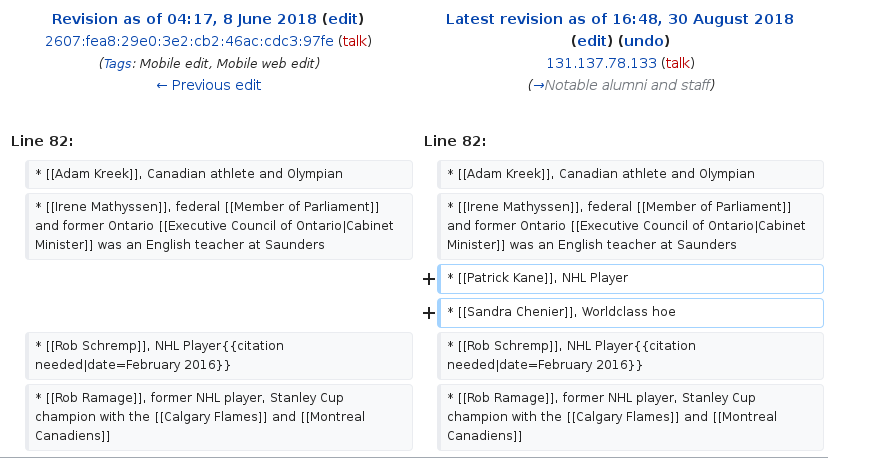 Revision as of 04:17, 8 June 2018 (edit)
2607:fea8:29e0:3e2:cb2:46ac:cdc3:97fe (talk)
(Tags: Mobile edit, Mobile web edit)
← Previous edit
Latest revision as of 16:48, 30 August 2018
(edit) (undo)
131.137.78.133 (talk)
(→Notable alumni and staff)
Line 82:
Line 82:
* [[Adam Kreek]], Canadian athlete and Olympian
* [[Adam Kreek]], Canadian athlete and Olympian
* [[Irene Mathyssen]], federal [[Member of Parliament]]
and former Ontario [[Executive Council of Ontario|Cabinet
Minister]] was an English teacher at Saunders
* [[Irene Mathyssen]], federal [[Member of Parliament]]
and former Ontario [[Executive Council of Ontario|Cabinet
Minister]] was an English teacher at Saunders
+ * [[Patrick Kane]], NHL Player
+ * [[Sandra Chenier]], Worldclass hoe
* [[Rob Schremp]], NHL Player{{citation
needed|date=February 2016}}
* [[Rob Schremp]], NHL Player{{citation
needed|date=February 2016}}
* [[Rob Ramage]], former NHL player, Stanley Cup
champion with the [[Calgary Flames]] and [[Montreal
Canadiens]]
* [[Rob Ramage]], former NHL player, Stanley Cup
champion with the [[Calgary Flames]] and [[Montreal
Canadiens]]